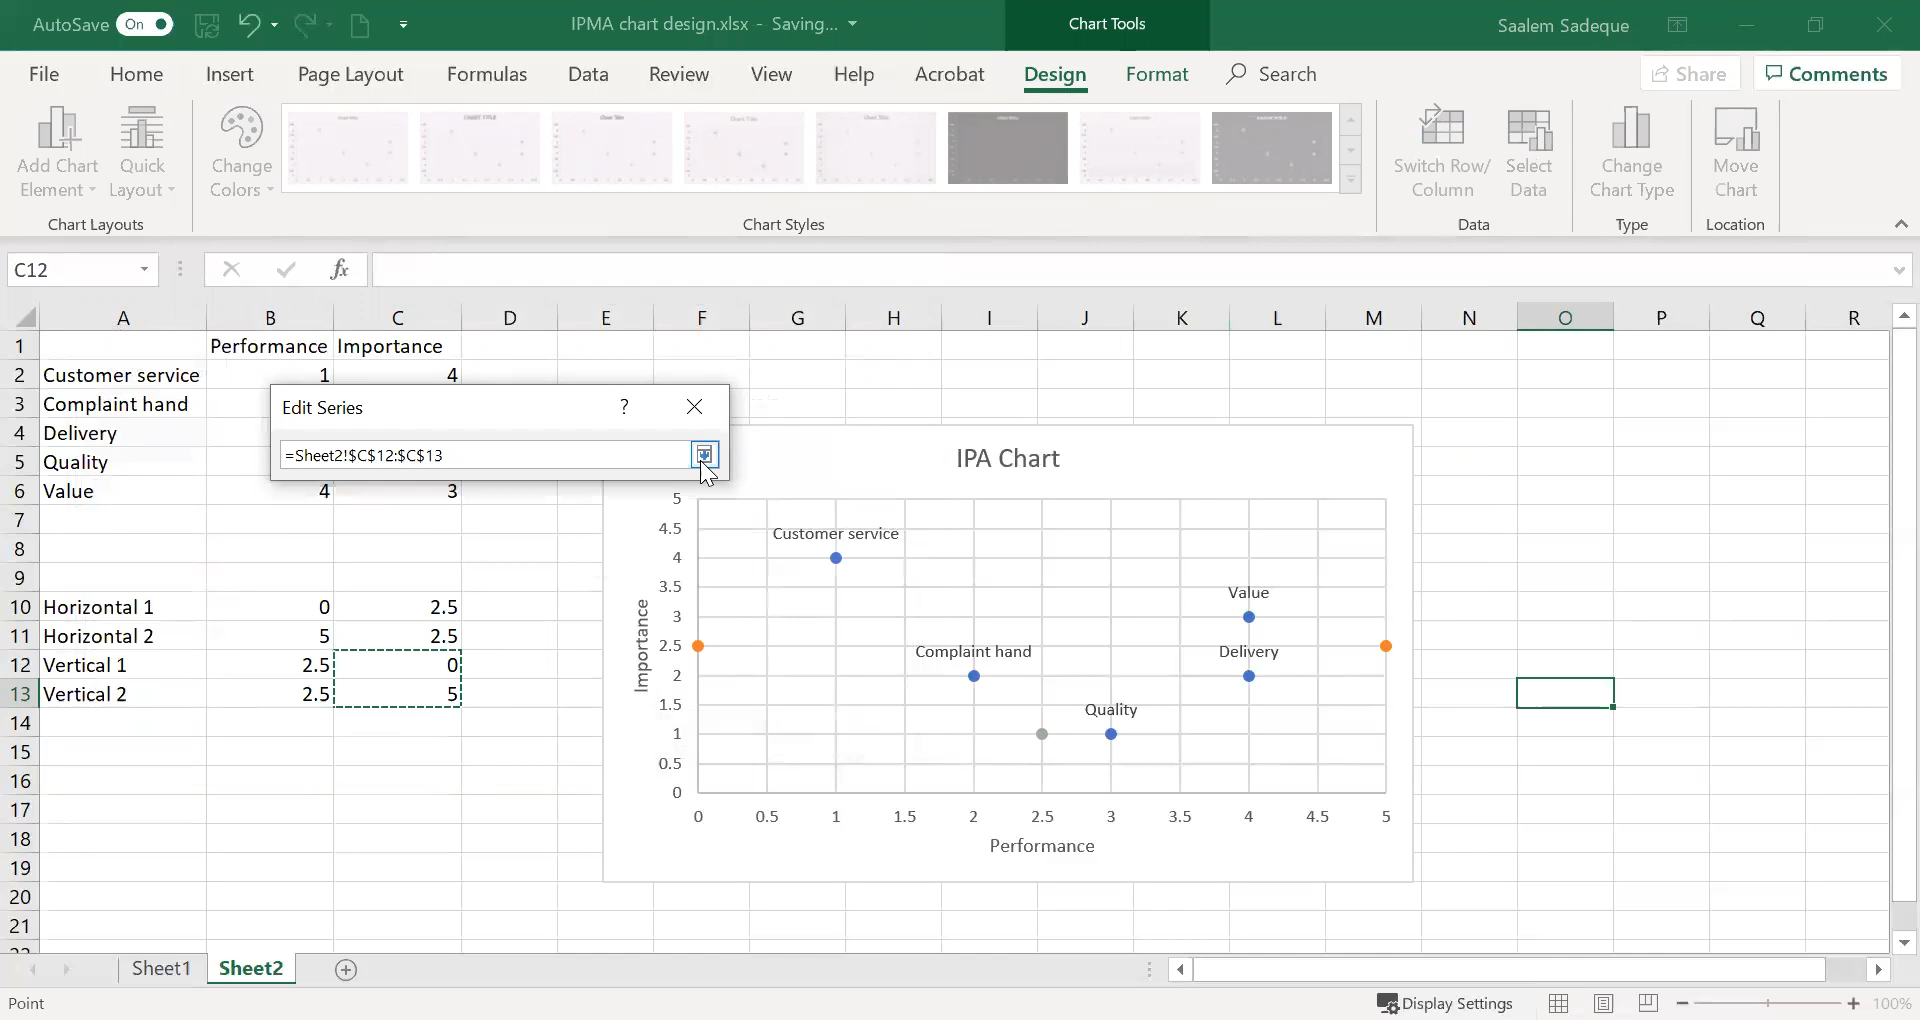 AutoSave On
IPMA chart design.xlsx - Saving...
Chart Tools
Saalem Sadeque
File Home Insert Page Layout Formulas Data Review View Help Acrobat Design Format Search
Share Comments
Add Chart Element
Quick Layout
Chart Layouts
Change Colors
Chart Styles
Switch Row/ Column
Select Data
Data
Change Chart Type
Type
Move Chart
Location
C12
fx
A B C D E F G H I J K L M N O P Q R
1 Performance Importance
2 Customer service 1 4
3 Complaint hand
4 Delivery
5 Quality
6 Value 4 3
7
8
9
10 Horizontal 1 0 2.5
11 Horizontal 2 5 2.5
12 Vertical 1 2.5 0
13 Vertical 2 2.5 5
14
15
16
17
18
19
20
21
Edit Series ?
=Sheet2!$C$12:$C$13
IPA Chart
5
4.5
4
3.5
3
2.5
2
1.5
1
0.5
0
Importance
Customer service
Value
Complaint hand
Delivery
Quality
0 0.5 1 1.5 2 2.5 3 3.5 4 4.5 5
Performance
Sheet1 Sheet2
Point
Display Settings
100%